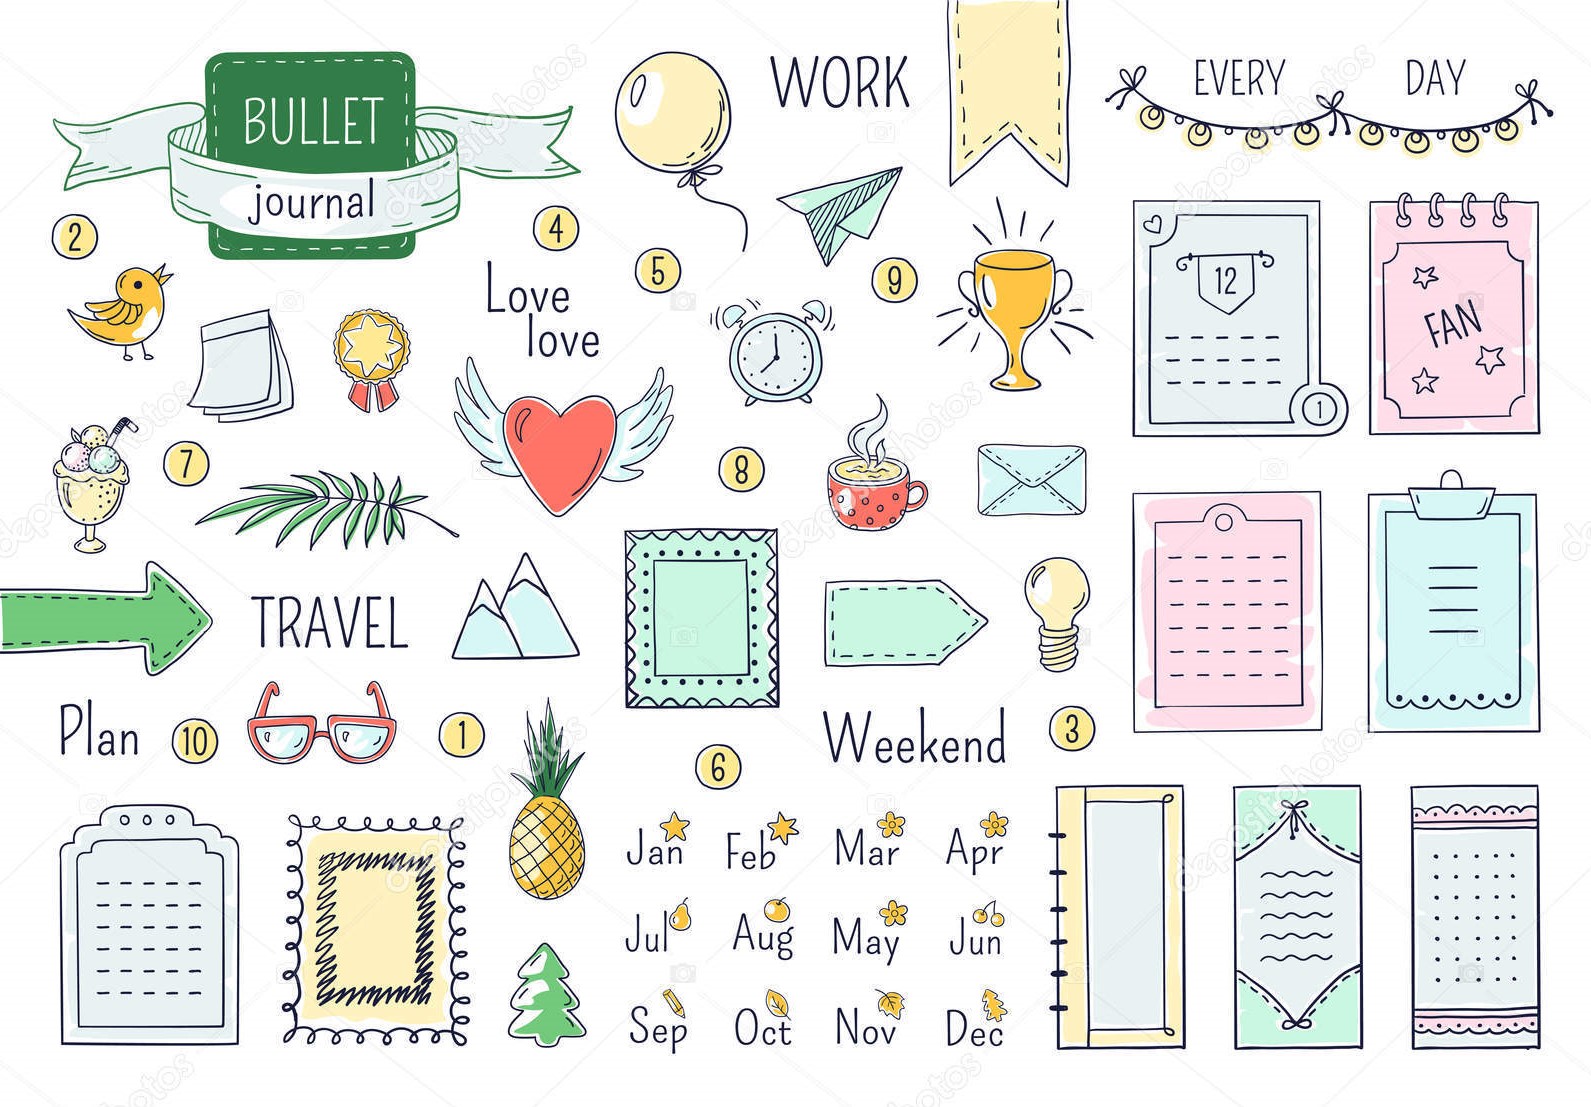 BULLET
journal
WORK
EVERY DAY
2
4
5
9
12
1
FAN
Love
love
7
8
TRAVEL
Plan
10
1
6
Weekend
3
Jan Feb Mar Apr
Jul Aug May Jun
Sep Oct Nov Dec
depositphotos